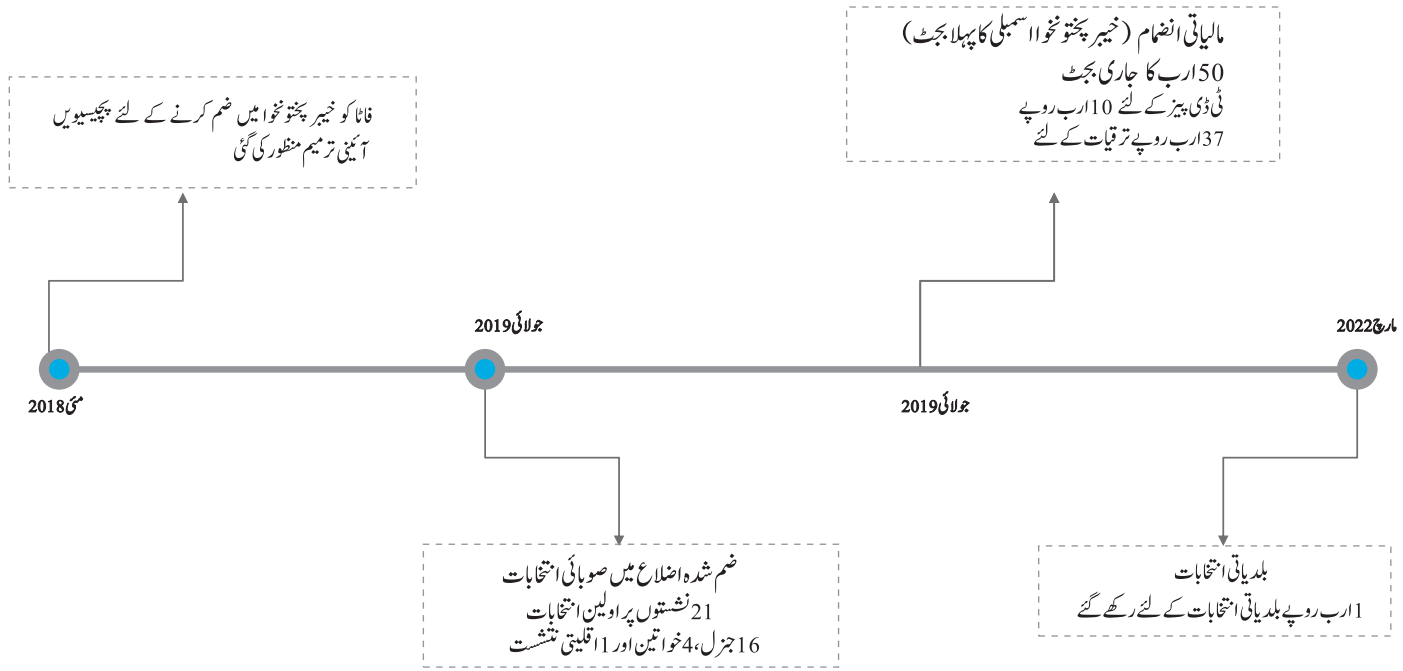 مالیاتی انضمام (خیبر پختونخوا اسمبلی کا پہلا بجٹ)
50ارب کا جاری بجٹ
ٹی ڈی پیز کے لئے 10ارب روپے
37ارب روپے ترقیات کے لئے
فاٹا کو خیبر پختونخوا میں ضم کرنے کے لئے پچیسیویں
آئینی ترمیم منظور کی گئی
جولائی2019
مارچ2022
مئی2018
جولائی2019
ضم شدہ اضلاع میں صوبائی انتخابات
21نشستوں پر اولین انتخابات
16جنرل،4خواتین اور 1اقلیتی نتشست
بلدیاتی انتخابات
1ارب روپے بلدیاتی انتخابات کے لئے رکھے گئے